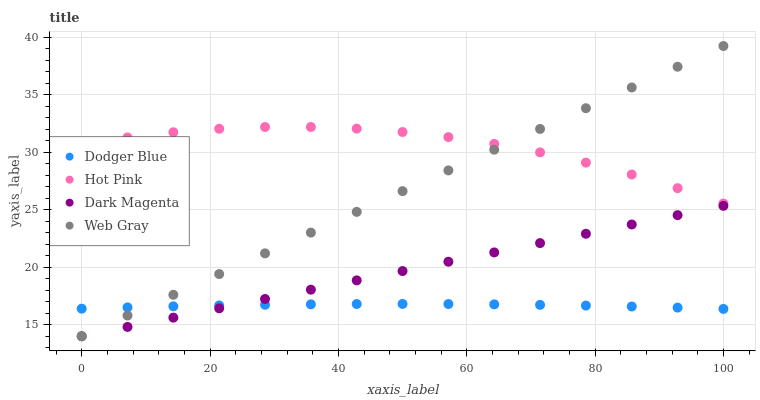 title
40
35
30
25
20
15
yaxis_label
Dodger Blue
Hot Pink
Dark Magenta
Web Gray
0 20 40 60 80 100
xaxis_label